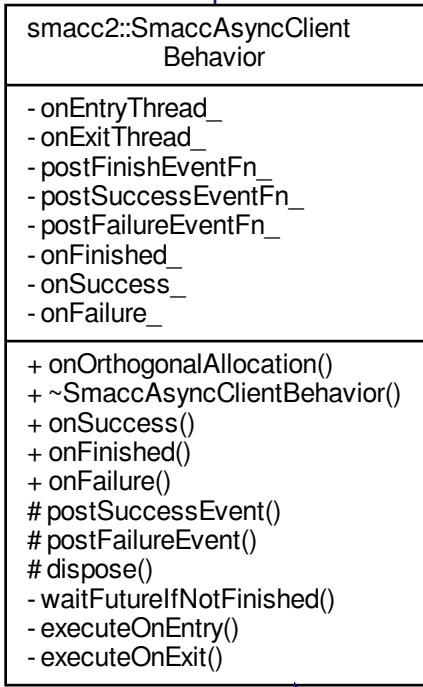 smacc2::SmaccAsyncClient
Behavior
- onEntryThread_
- onExitThread_
- postFinishEventFn_
- postSuccessEventFn_
- postFailureEventFn_
- onFinished_
- onSuccess_
- onFailure_
+ onOrthogonalAllocation()
+ ~SmaccAsyncClientBehavior()
+ onSuccess()
+ onFinished()
+ onFailure()
# postSuccessEvent()
# postFailureEvent()
# dispose()
- waitFutureIfNotFinished()
- executeOnEntry()
- executeOnExit()